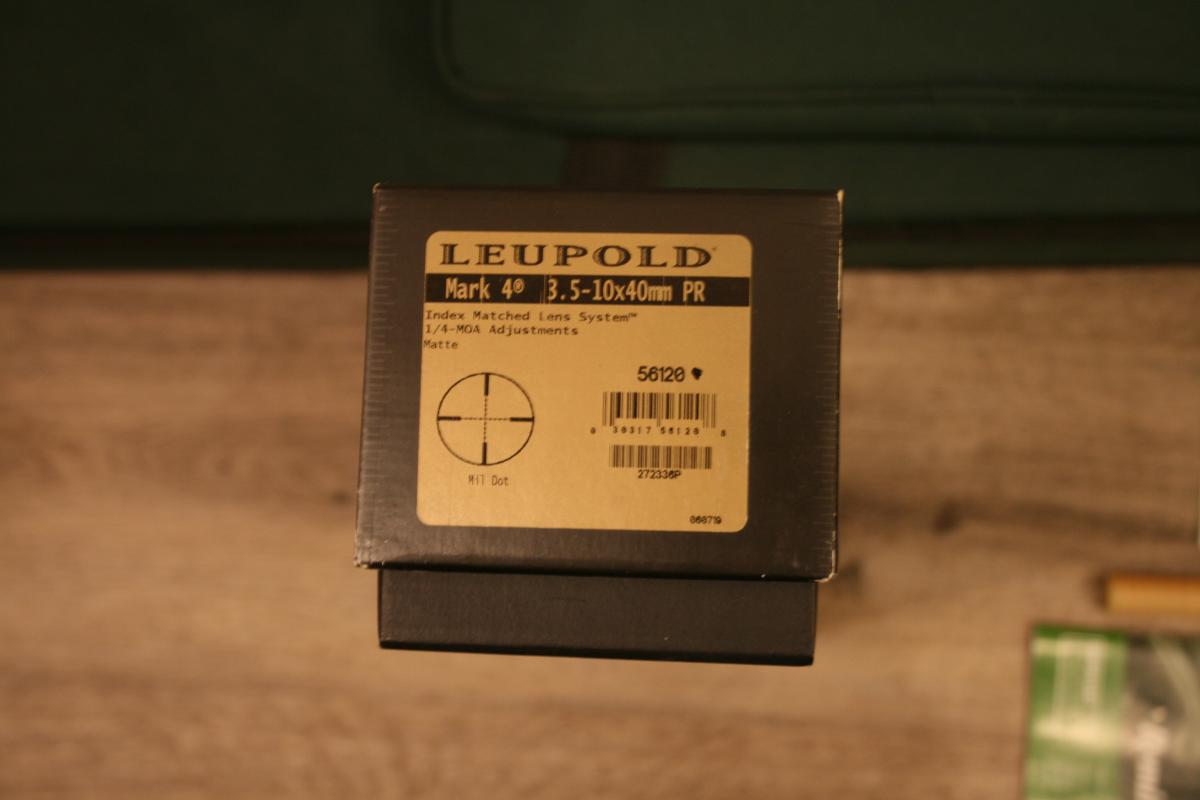 LEUPOLD
Mark 4® 3.5-10x40mm PR
Index Matched Lens System™
1/4-MOA Adjustments
Matte
56120
0 30317 56120 5
Mil Dot
272336P
060719